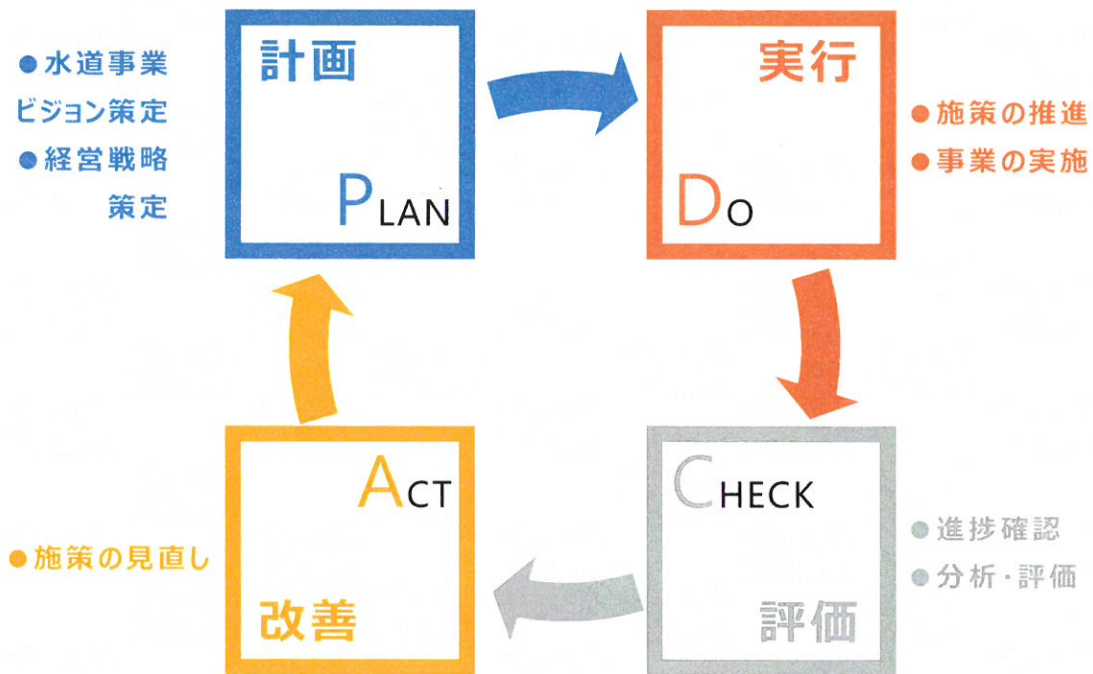 ●水道事業
ビジョン策定
●経営戦略
策定
計画
PLAN
実行
DO
●施策の推進
●事業の実施
ACT
改善
●施策の見直し
CHECK
評価
●進捗確認
●分析・評価